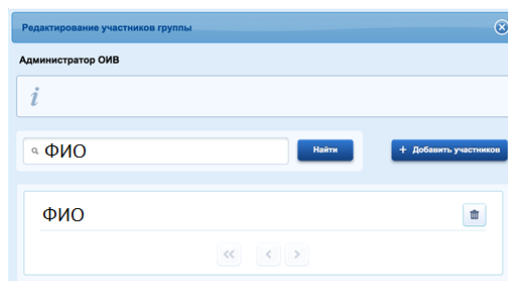 Редактирование участников группы
Администратор ОИВ
i
ФИО
Найти
+ Добавить участников
ФИО